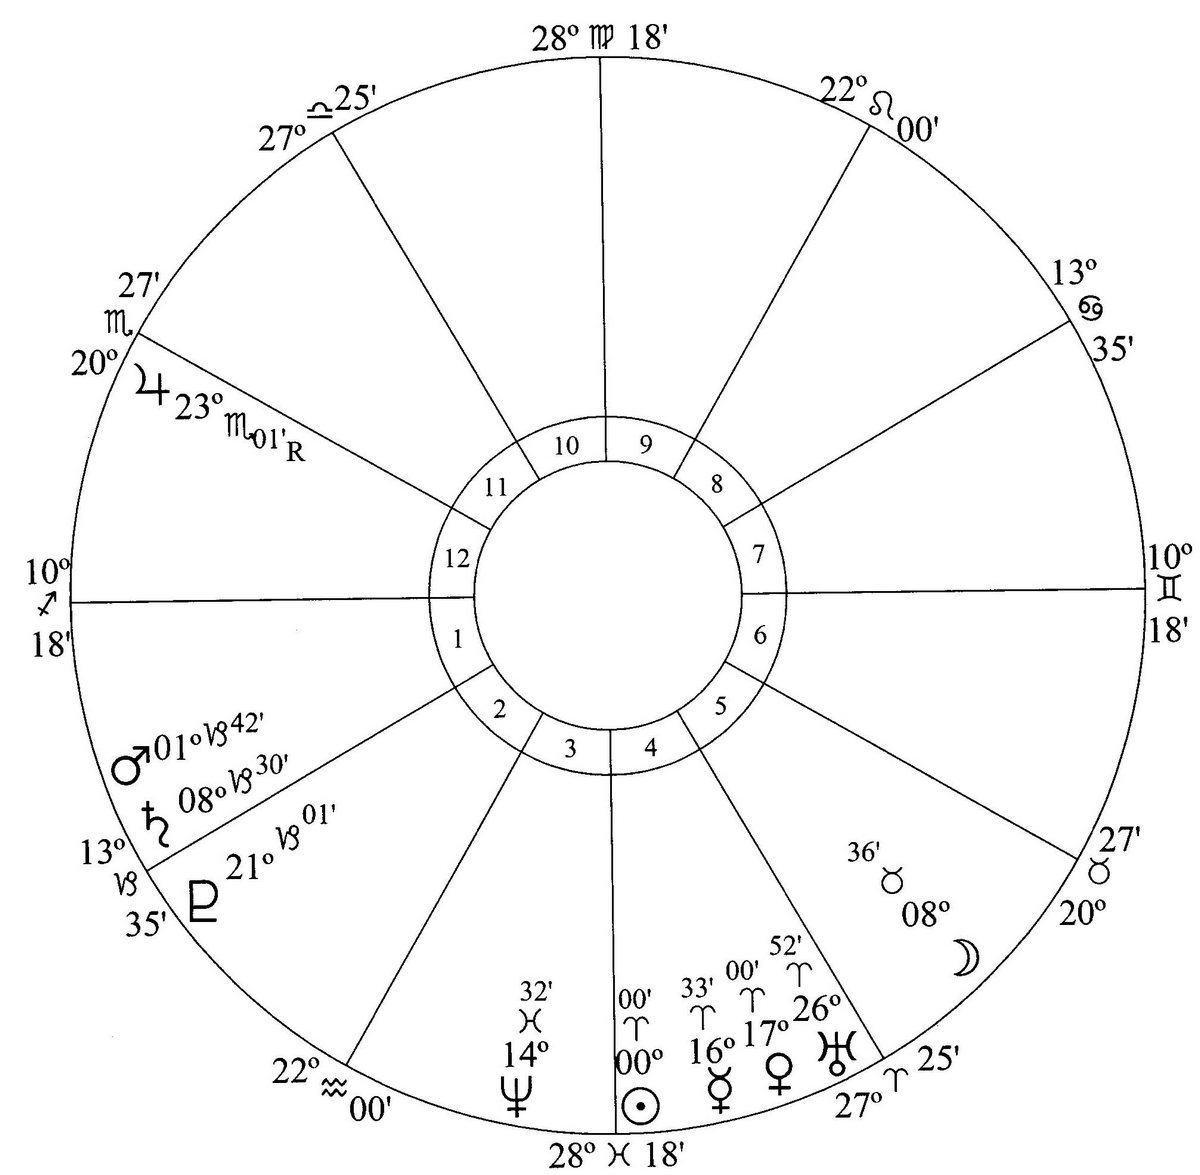 28º ♍ 18'
22º ♌ 00'
13º ♋ 35'
10º ♊ 18'
27' ♉ 20º
25' ♈ 27º
28º ♓ 18'
22º ♒ 00'
13º ♑ 35'
10º ♐ 18'
27' ♏ 20º
27º ♎ 25'
♃ 23º ♏ 01' R
♂ 01º ♑ 42'
♄ 08º ♑ 30'
♇ 21º ♑ 01'
32' ♓ 14º ♆
00' ♈ 00º ☉
33' ♈ 16º ☿
00' ♈ 17º ♀
52' ♈ 26º ♅
36' ♉ 08º ☽
10
9
8
7
6
5
4
3
2
1
12
11